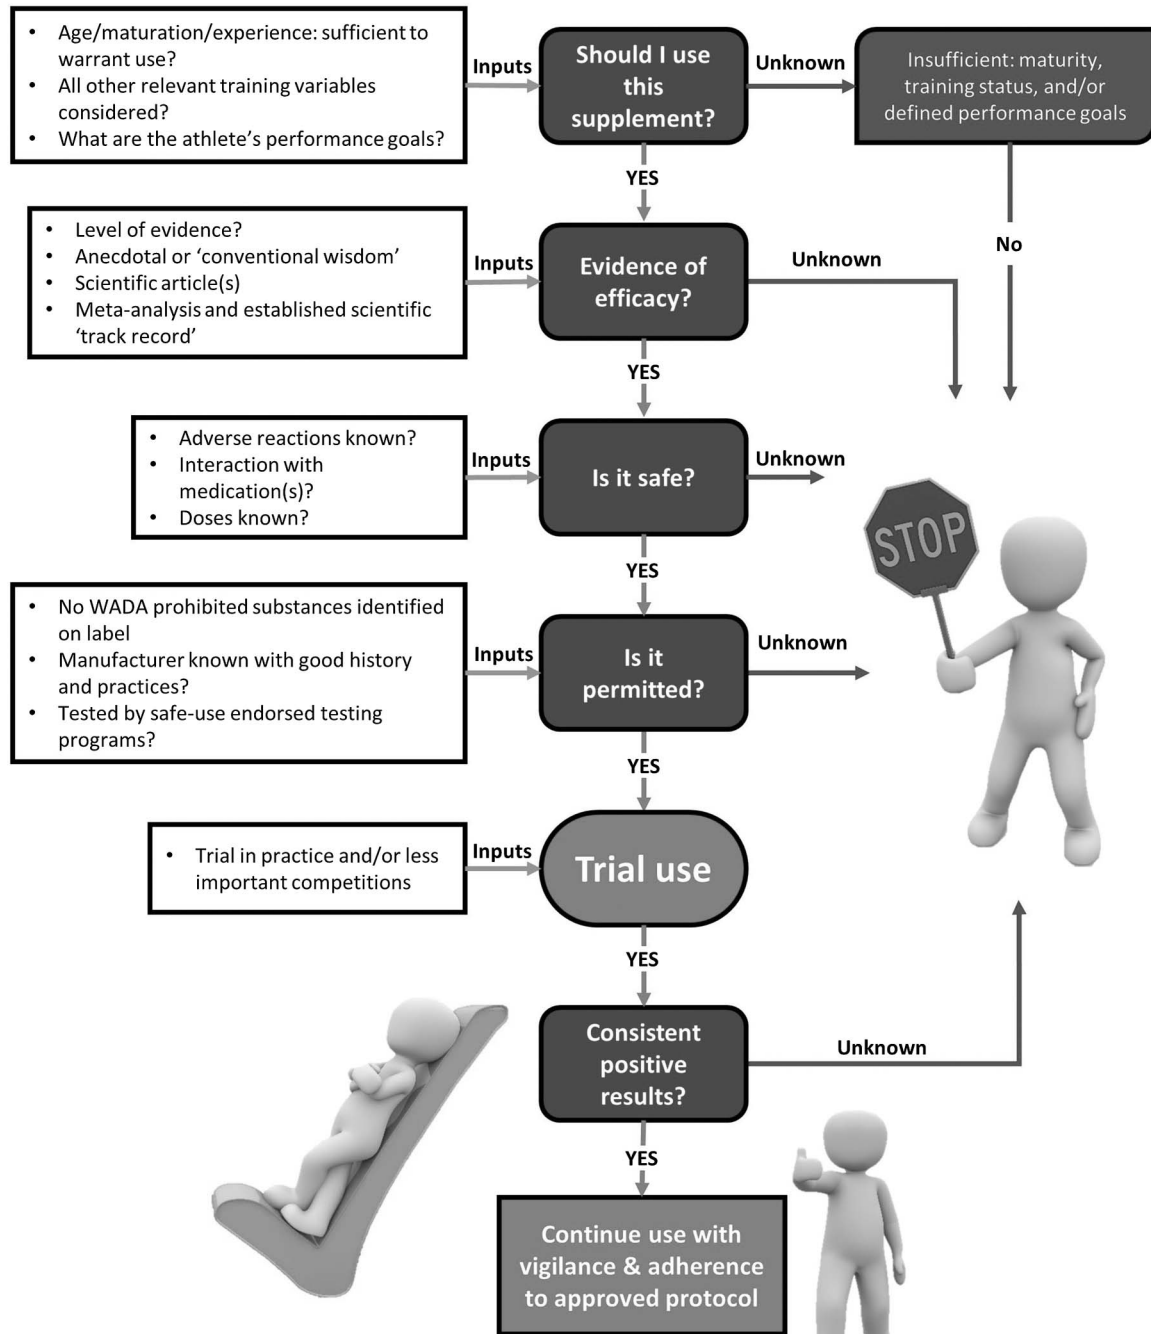 • Age/maturation/experience: sufficient to
warrant use?
• All other relevant training variables
considered?
• What are the athlete's performance goals?
Inputs
Should I use
this
supplement?
Unknown
Insufficient: maturity,
training status, and/or
defined performance goals
YES
No
• Level of evidence?
• Anecdotal or 'conventional wisdom'
• Scientific article(s)
• Meta-analysis and established scientific
'track record'
Inputs
Evidence of
efficacy?
Unknown
YES
• Adverse reactions known?
• Interaction with
medication(s)?
• Doses known?
Inputs
Is it safe?
Unknown
STOP
YES
• No WADA prohibited substances identified
on label
• Manufacturer known with good history
and practices?
• Tested by safe-use endorsed testing
programs?
Inputs
Is it
permitted?
Unknown
YES
• Trial in practice and/or less
important competitions
Inputs
Trial use
YES
Consistent
positive
results?
Unknown
YES
Continue use with
vigilance & adherence
to approved protocol